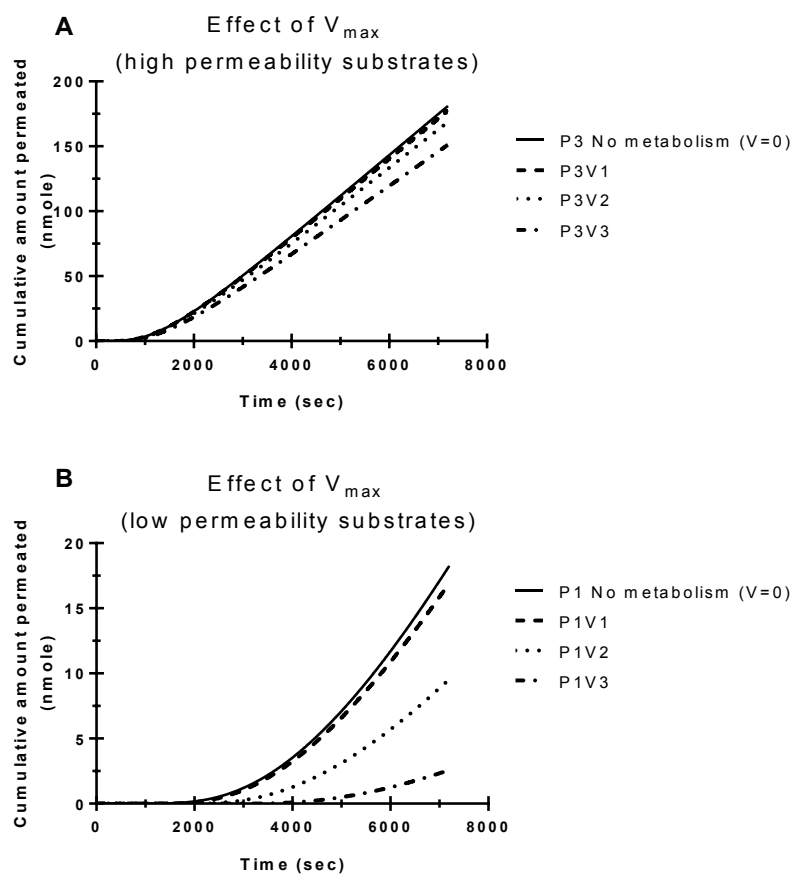 A
Effect of Vmax
(high permeability substrates)
Cumulative amount permeated
(nmole)
200
150
100
50
0
0 2000 4000 6000 8000
Time (sec)
P3 No metabolism (V=0)
P3V1
P3V2
P3V3
B
Effect of Vmax
(low permeability substrates)
Cumulative amount permeated
(nmole)
20
15
10
5
0
0 2000 4000 6000 8000
Time (sec)
P1 No metabolism (V=0)
P1V1
P1V2
P1V3